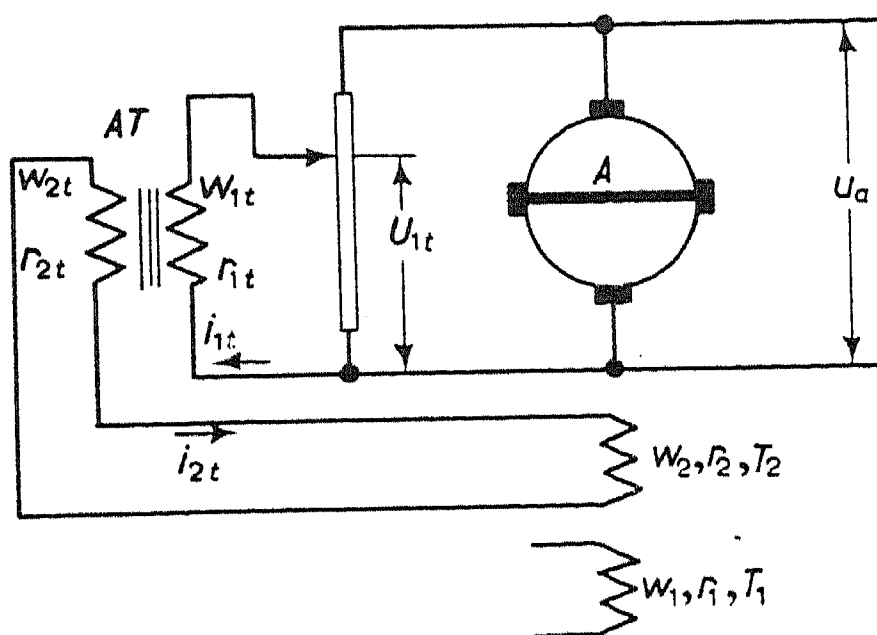 AT
w₂t
w₁t
r₂t
r₁t
i₁t
U₁t
A
uₐ
i₂t
w₂, r₂, T₂
w₁, r₁, T₁